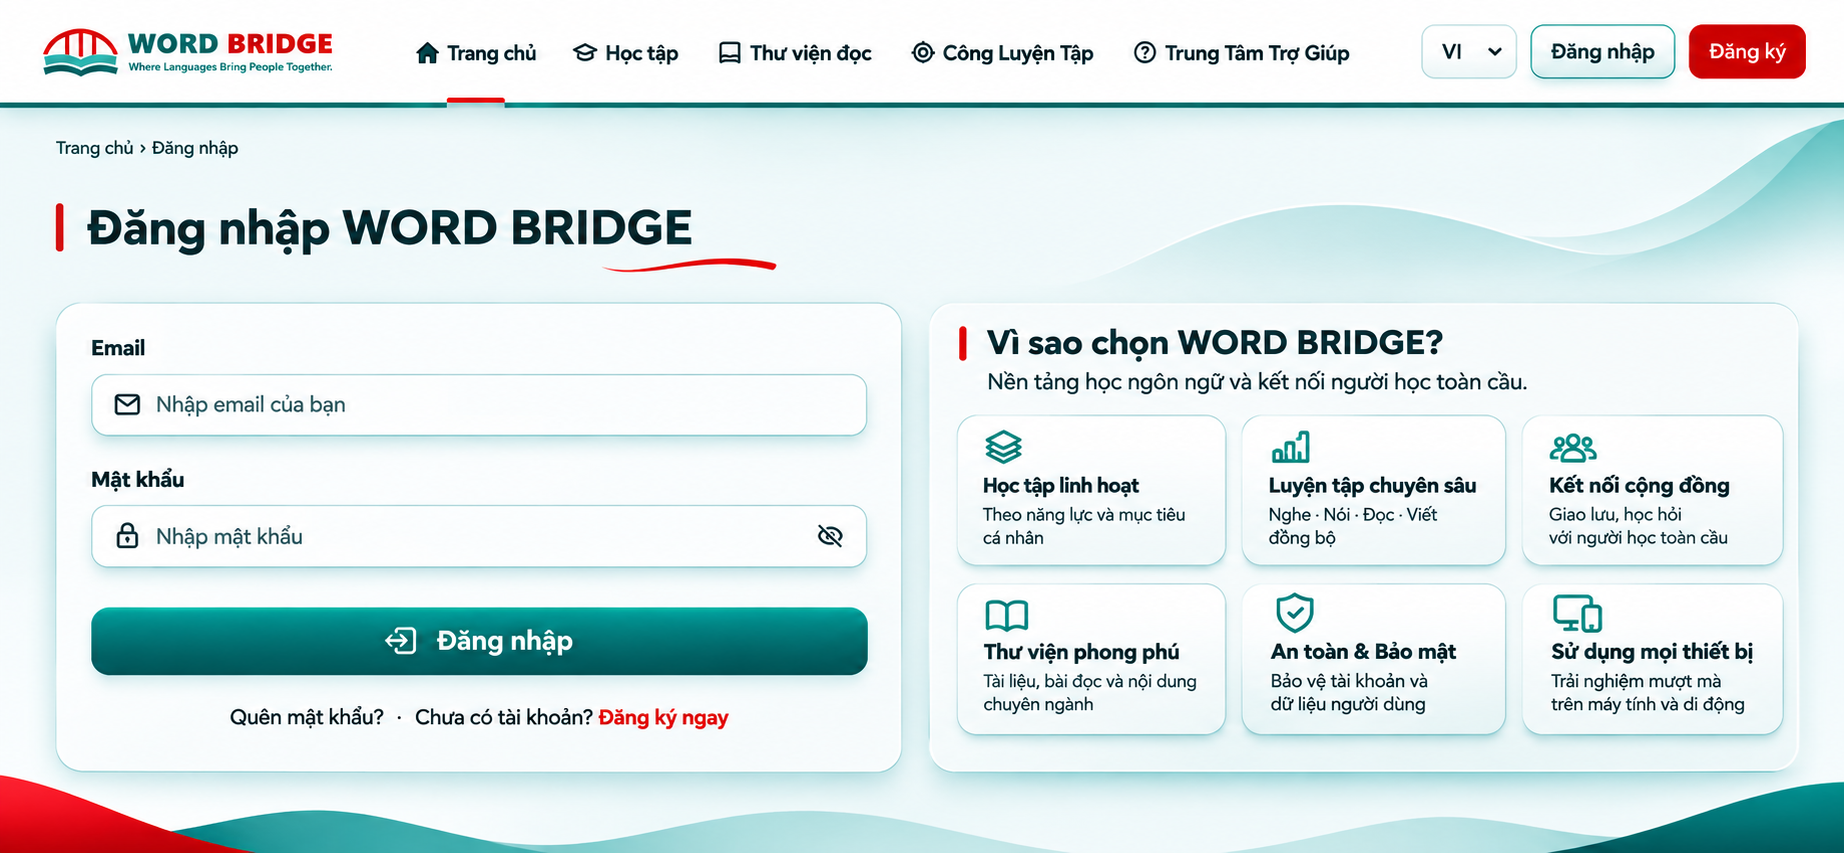 WORD BRIDGE
Where Languages Bring People Together.
Trang chủ
Học tập
Thư viện đọc
Công Luyện Tập
Trung Tâm Trợ Giúp
VI
Đăng nhập
Đăng ký
Trang chủ › Đăng nhập
Đăng nhập WORD BRIDGE
Email
Nhập email của bạn
Mật khẩu
Nhập mật khẩu
Đăng nhập
Quên mật khẩu? · Chưa có tài khoản? Đăng ký ngay
Vì sao chọn WORD BRIDGE?
Nền tảng học ngôn ngữ và kết nối người học toàn cầu.
Học tập linh hoạt
Theo năng lực và mục tiêu
cá nhân
Luyện tập chuyên sâu
Nghe · Nói · Đọc · Viết
đồng bộ
Kết nối cộng đồng
Giao lưu, học hỏi
với người học toàn cầu
Thư viện phong phú
Tài liệu, bài đọc và nội dung
chuyên ngành
An toàn & Bảo mật
Bảo vệ tài khoản và
dữ liệu người dùng
Sử dụng mọi thiết bị
Trải nghiệm mượt mà
trên máy tính và di động